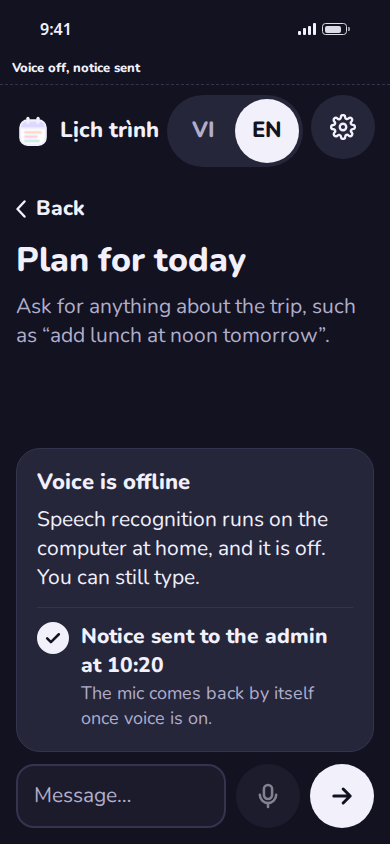 9:41
Voice off, notice sent
Lịch trình
VI
EN
Back
Plan for today
Ask for anything about the trip, such
as “add lunch at noon tomorrow”.
Voice is offline
Speech recognition runs on the
computer at home, and it is off.
You can still type.
Notice sent to the admin
at 10:20
The mic comes back by itself
once voice is on.
Message...